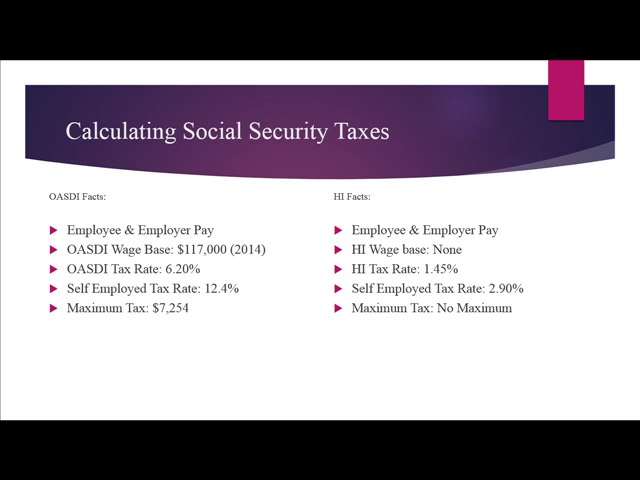 Calculating Social Security Taxes
OASDI Facts:
Employee & Employer Pay
OASDI Wage Base: $117,000 (2014)
OASDI Tax Rate: 6.20%
Self Employed Tax Rate: 12.4%
Maximum Tax: $7,254
HI Facts:
Employee & Employer Pay
HI Wage base: None
HI Tax Rate: 1.45%
Self Employed Tax Rate: 2.90%
Maximum Tax: No Maximum